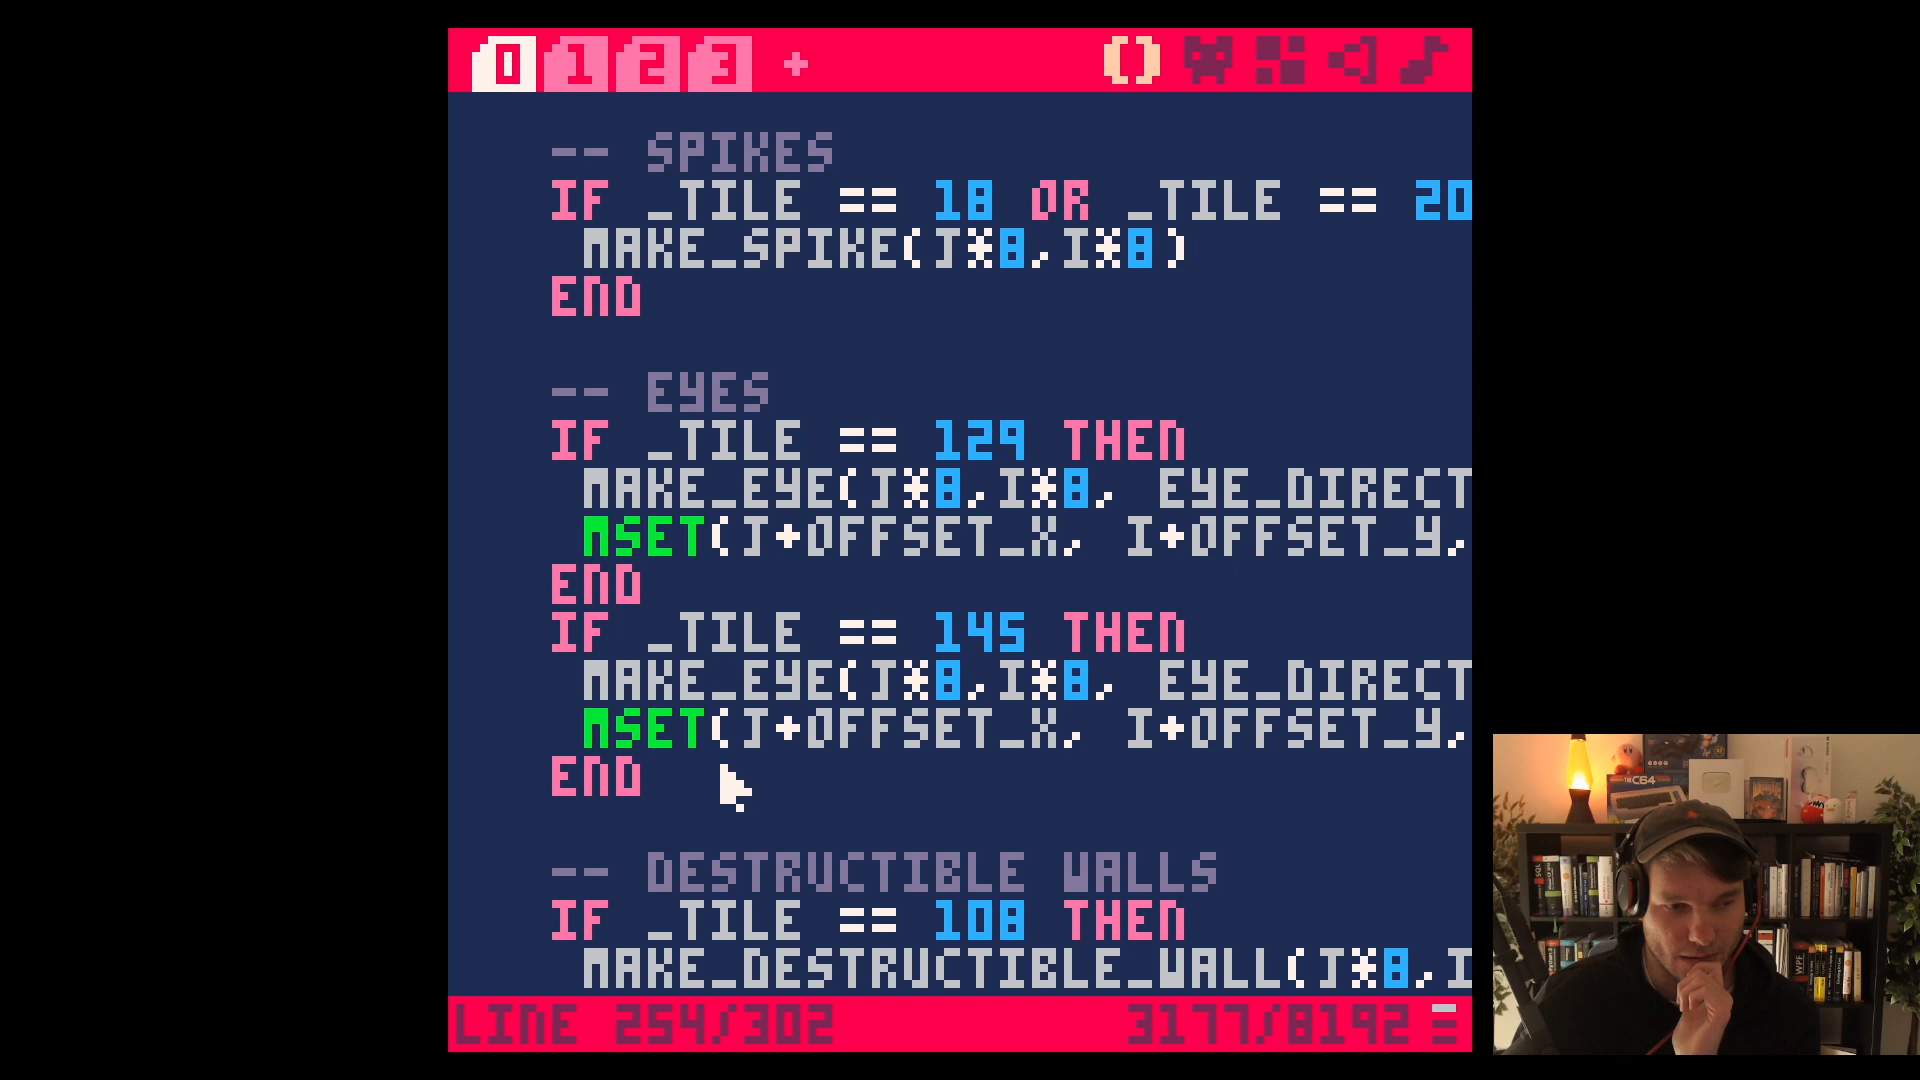 0 1 2 3 +
-- SPIKES
IF _TILE == 18 OR _TILE == 20
MAKE_SPIKE(J*8,I*8)
END
-- EYES
IF _TILE == 129 THEN
MAKE_EYE(J*8,I*8, EYE_DIRECT
MSET(J+OFFSET_X, I+OFFSET_Y,
END
IF _TILE == 145 THEN
MAKE_EYE(J*8,I*8, EYE_DIRECT
MSET(J+OFFSET_X, I+OFFSET_Y,
END
-- DESTRUCTIBLE WALLS
IF _TILE == 108 THEN
MAKE_DESTRUCTIBLE_WALL(J*8,I
LINE 254/302
3177/8192
THE C64